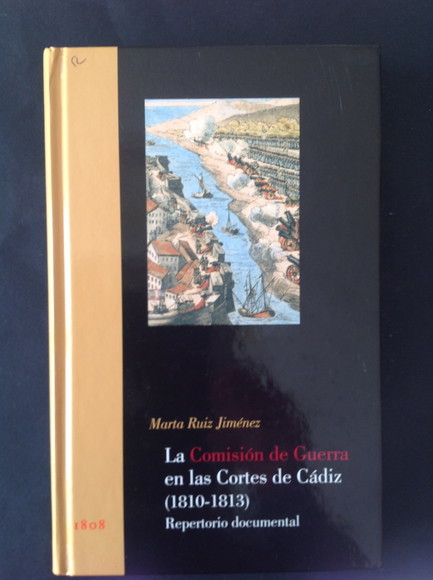 Marta Ruiz Jiménez
La Comisión de Guerra
en las Cortes de Cádiz
(1810-1813)
Repertorio documental
1808